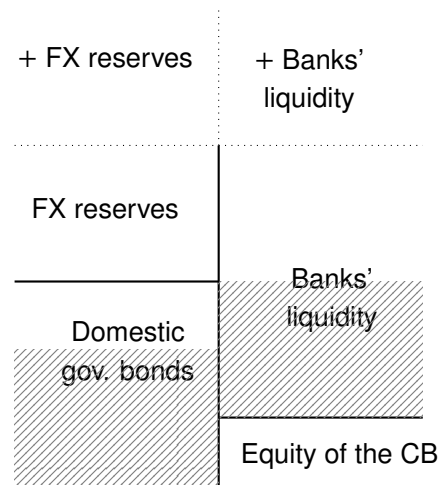 + FX reserves
+ Banks'
liquidity
FX reserves
Banks'
liquidity
Domestic
gov. bonds
Equity of the CB